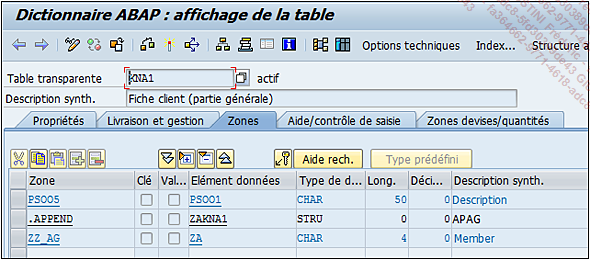 Dictionnaire ABAP : affichage de la table
Options techniques Index... Structure a
Table transparente KNA1 actif
Description synth. Fiche client (partie générale)
Propriétés Livraison et gestion Zones Aide/contrôle de saisie Zones devises/quantités
Aide rech. Type prédéfini
Zone Clé Val... Elément données Type de d... Long. Déci... Description synth.
PSOO5 PSOO1 CHAR 50 0 Description
.APPEND ZAKNA1 STRU 0 0 APAG
ZZ_AG ZA CHAR 4 0 Member